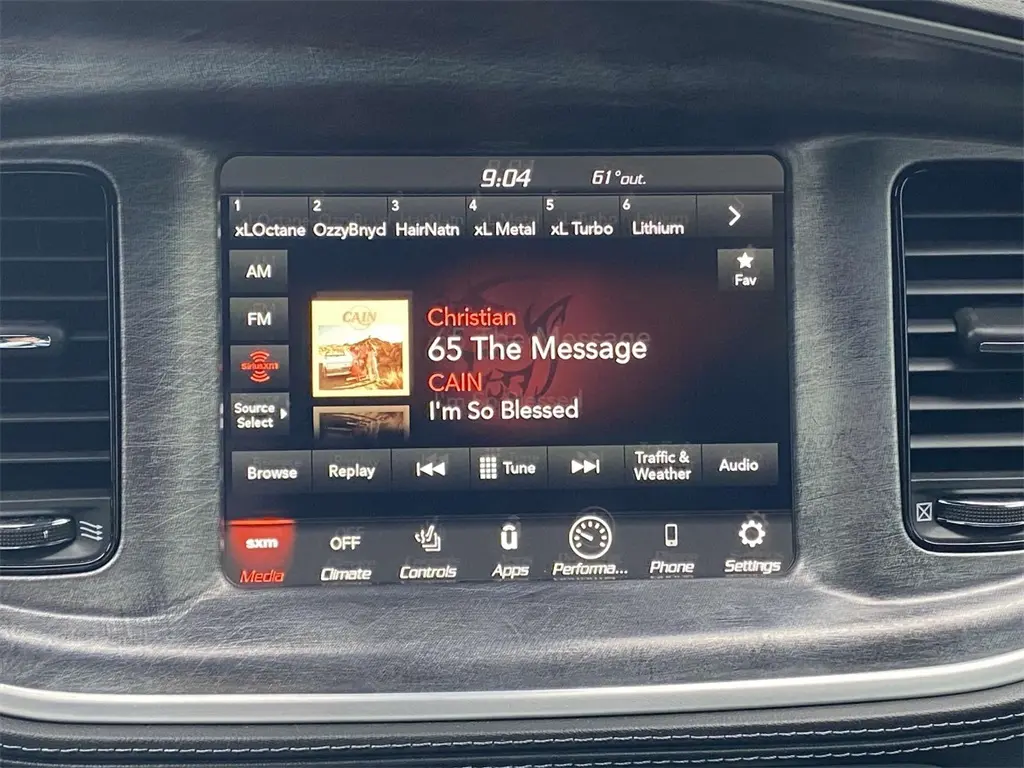 9:04 61°out.
1 2 3 4 5 6
xLOctane OzzyBnyd HairNatn xL Metal xL Turbo Lithium
AM
FM
SiriusXM
Source
Select
Fav
CAIN
Christian
65 The Message
CAIN
I'm So Blessed
Browse Replay Tune Traffic &
Weather Audio
sxm OFF
Media Climate Controls Apps Performa... Phone Settings